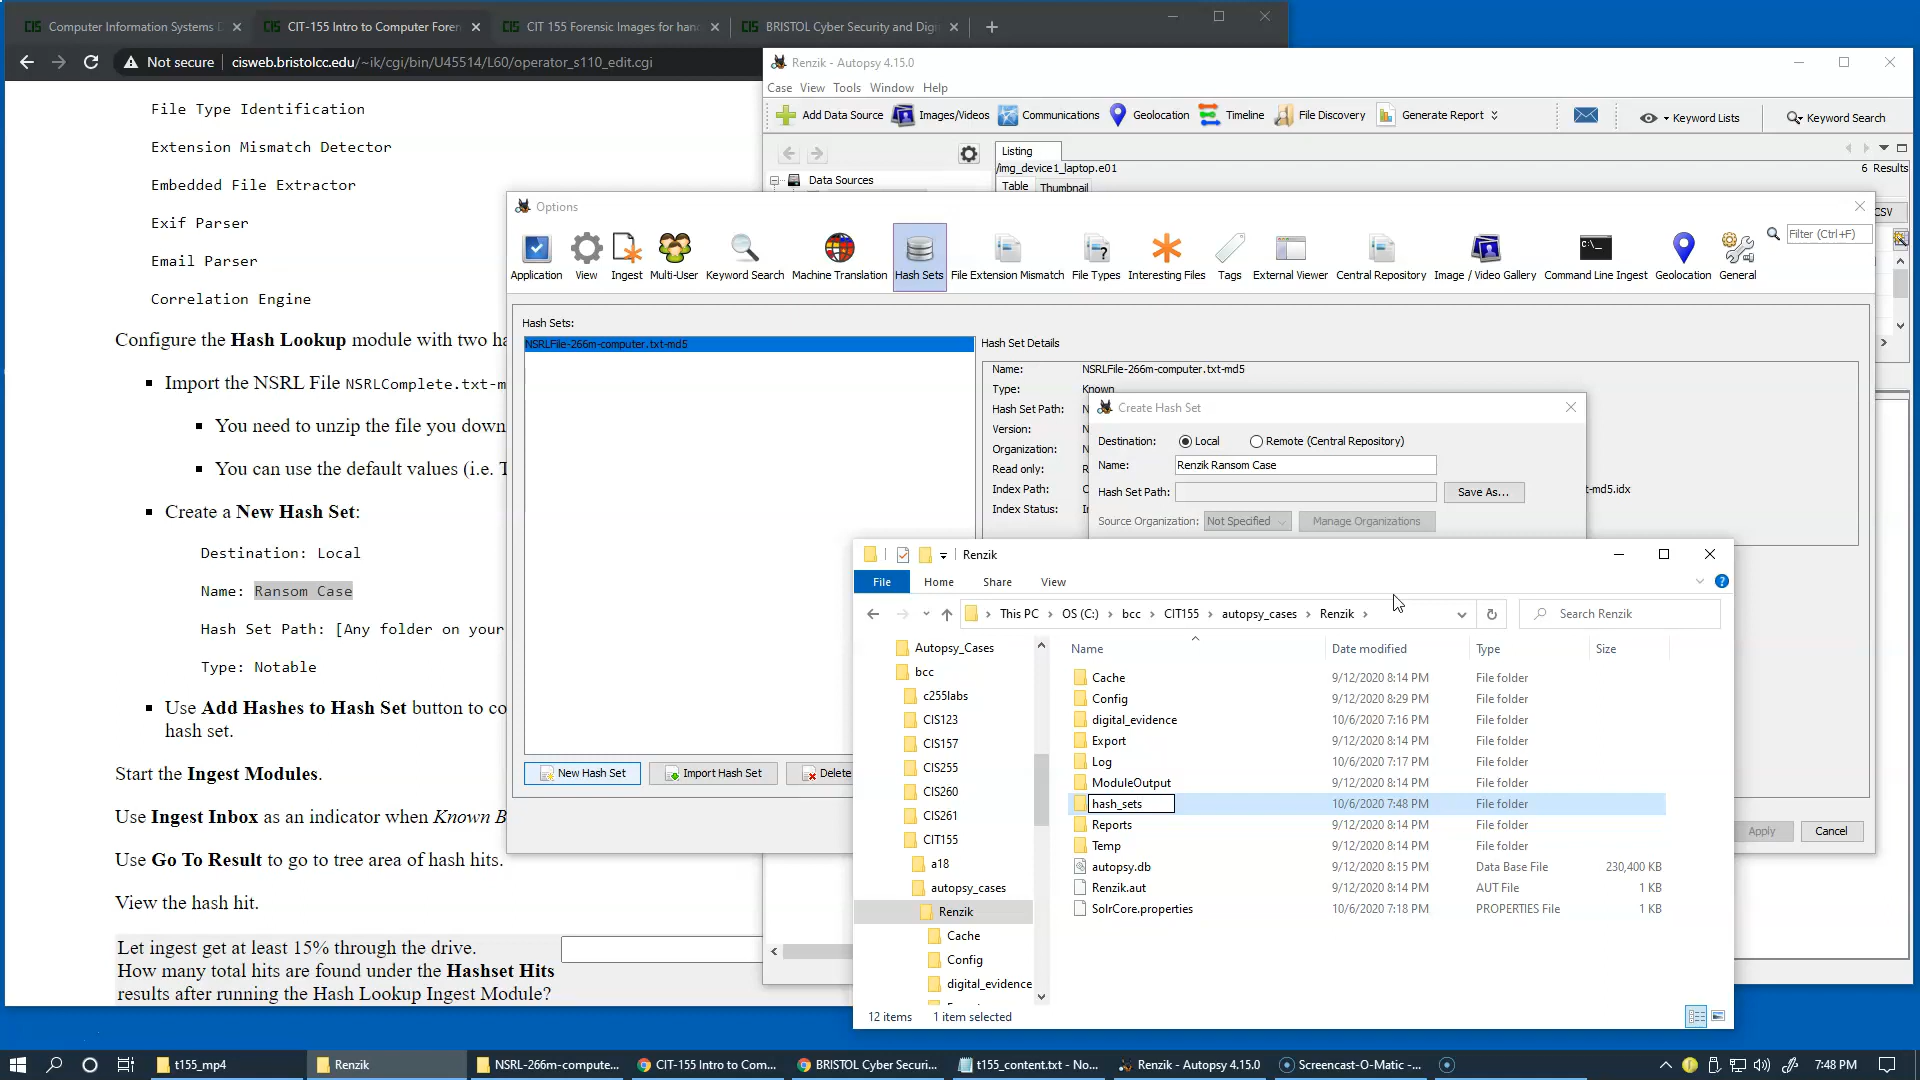 Computer Information Systems D
CIT-155 Intro to Computer Foren
CIT 155 Forensic Images for hand
BRISTOL Cyber Security and Digi
Not secure
cisweb.bristolcc.edu/~ik/cgi/bin/U45514/L60/operator_s110_edit.cgi
File Type Identification
Extension Mismatch Detector
Embedded File Extractor
Exif Parser
Email Parser
Correlation Engine
Configure the Hash Lookup module with two ha
Import the NSRL File NSRLComplete.txt-m
You need to unzip the file you down
You can use the default values (i.e. T
Create a New Hash Set:
Destination: Local
Name: Ransom Case
Hash Set Path: [Any folder on your
Type: Notable
Use Add Hashes to Hash Set button to co
hash set.
Start the Ingest Modules.
Use Ingest Inbox as an indicator when Known B
Use Go To Result to go to tree area of hash hits.
View the hash hit.
Let ingest get at least 15% through the drive.
How many total hits are found under the Hashset Hits
results after running the Hash Lookup Ingest Module?
Renzik - Autopsy 4.15.0
Case View Tools Window Help
Add Data Source Images/Videos Communications Geolocation Timeline File Discovery Generate Report Keyword Lists Keyword Search
Data Sources
Listing
/img_device1_laptop.e01
6 Results
Table Thumbnail
CSV
Options
Application View Ingest Multi-User Keyword Search Machine Translation Hash Sets File Extension Mismatch File Types Interesting Files Tags External Viewer Central Repository Image / Video Gallery Command Line Ingest Geolocation General
Filter (Ctrl+F)
Hash Sets:
NSRLFile-266m-computer.txt-md5
New Hash Set
Import Hash Set
Delete
Hash Set Details
Name: NSRLFile-266m-computer.txt-md5
Type: Known
Hash Set Path: N
Version: N
Organization: N
Read only: R
Index Path: C
t-md5.idx
Index Status: In
Apply
Cancel
Create Hash Set
Destination: Local Remote (Central Repository)
Name: Renzik Ransom Case
Hash Set Path: Save As...
Source Organization: Not Specified Manage Organizations
Renzik
File Home Share View
This PC OS (C:) bcc CIT155 autopsy_cases Renzik
Search Renzik
Autopsy_Cases
bcc
c255labs
CIS123
CIS157
CIS255
CIS260
CIS261
CIT155
a18
autopsy_cases
Renzik
Cache
Config
digital_evidence
Name Date modified Type Size
Cache 9/12/2020 8:14 PM File folder
Config 9/12/2020 8:29 PM File folder
digital_evidence 10/6/2020 7:16 PM File folder
Export 9/12/2020 8:14 PM File folder
Log 10/6/2020 7:17 PM File folder
ModuleOutput 9/12/2020 8:14 PM File folder
hash_sets 10/6/2020 7:48 PM File folder
Reports 9/12/2020 8:14 PM File folder
Temp 9/12/2020 8:14 PM File folder
autopsy.db 9/12/2020 8:15 PM Data Base File 230,400 KB
Renzik.aut 9/12/2020 8:14 PM AUT File 1 KB
SolrCore.properties 10/6/2020 7:18 PM PROPERTIES File 1 KB
12 items 1 item selected
t155_mp4
Renzik
NSRL-266m-compute...
CIT-155 Intro to Com...
BRISTOL Cyber Securi...
t155_content.txt - No...
Renzik - Autopsy 4.15.0
Screencast-O-Matic -...
7:48 PM